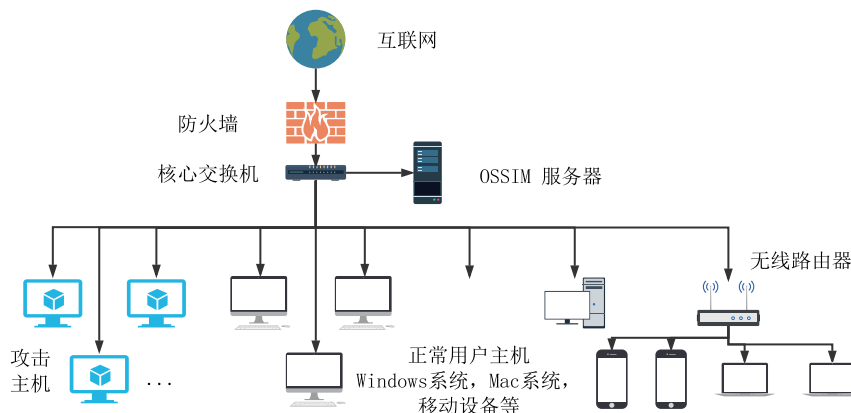 互联网
防火墙
核心交换机
OSSIM 服务器
无线路由器
攻击
主机
...
正常用户主机
Windows系统，Mac系统，
移动设备等